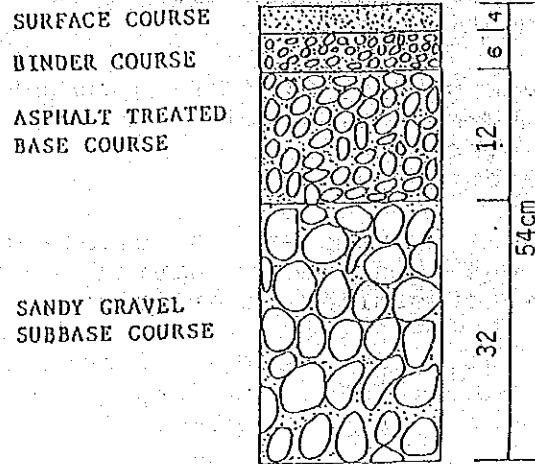 SURFACE COURSE
4
BINDER COURSE
6
ASPHALT TREATED
BASE COURSE
12
54cm
SANDY GRAVEL
SUBBASE COURSE
32